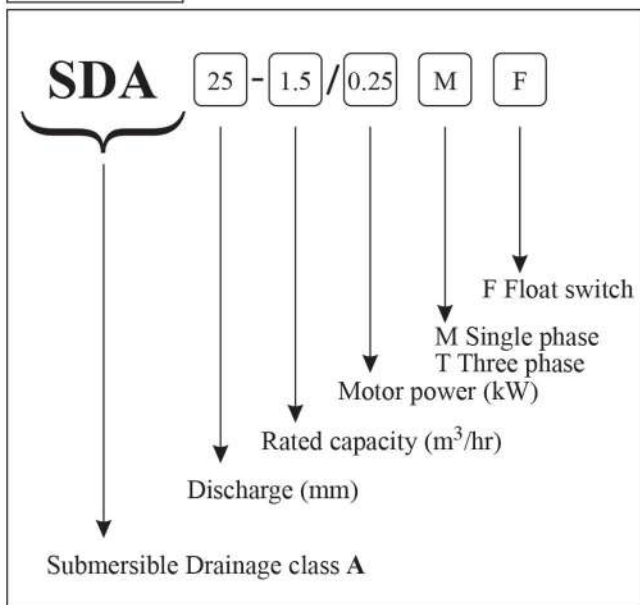 SDA 25 - 1.5 / 0.25 M F
F Float switch
M Single phase
T Three phase
Motor power (kW)
Rated capacity (m³/hr)
Discharge (mm)
Submersible Drainage class A